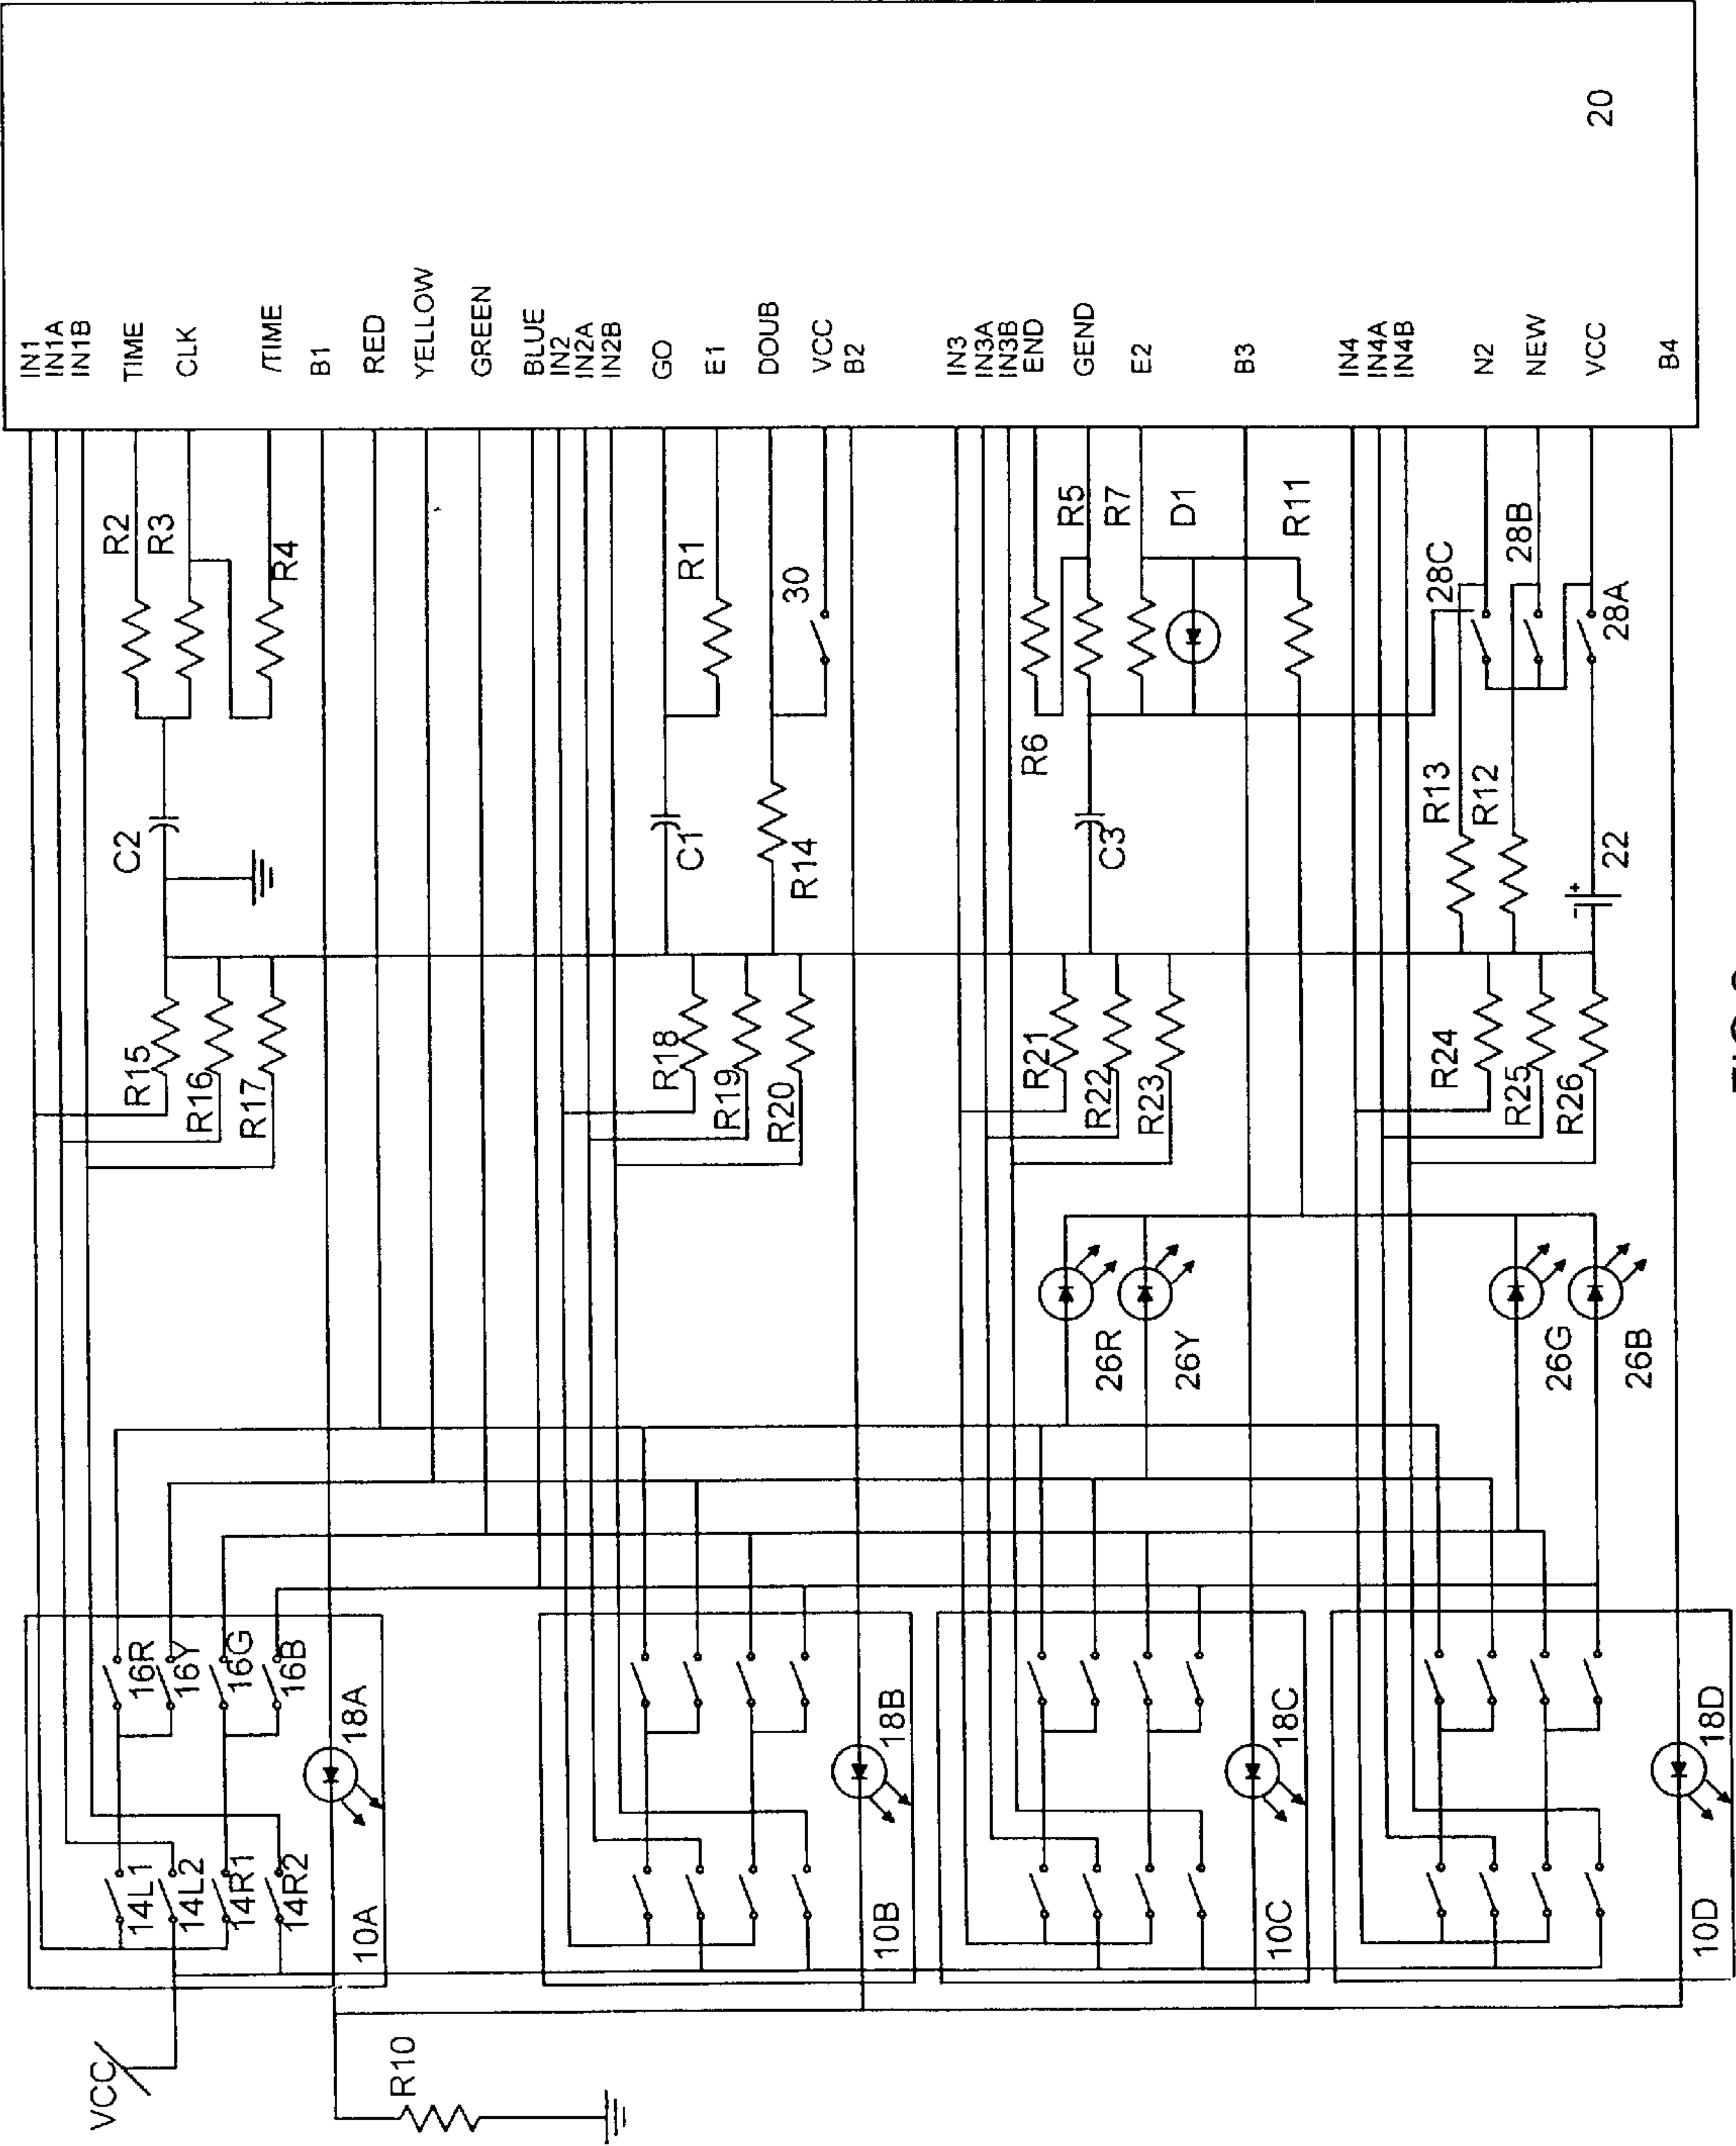 IN1
IN1A
IN1B
TIME
CLK
/TIME
B1
RED
YELLOW
GREEN
BLUE
IN2
IN2A
IN2B
GO
E1
DOUB
VCC
B2
IN3
IN3A
IN3B
END
GEND
E2
B3
IN4
IN4A
IN4B
N2
NEW
VCC
B4
20
R2
R3
R4
R1
30
R5
R7
D1
R11
28C
28B
28A
C2
C1
R14
R6
C3
R13
R12
22
+
−
R15
R16
R17
R18
R19
R20
R21
R22
R23
R24
R25
R26
26R
26Y
26G
26B
16R
16Y
16G
16B
18A
18B
18C
18D
14L1
14L2
14R1
14R2
10A
10B
10C
10D
VCC
R10